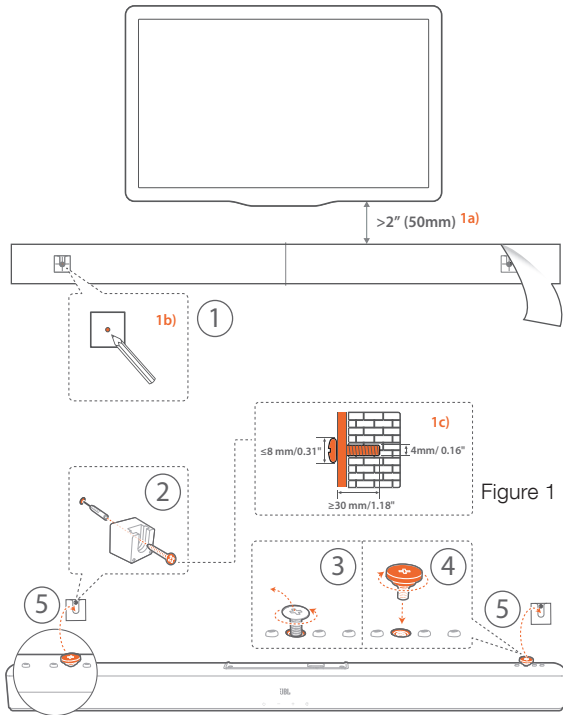 >2" (50mm) 1a)
1b)
1
1c)
≤8 mm/0.31"
4mm/ 0.16"
≥30 mm/1.18"
Figure 1
2
3
4
5
5
JBL